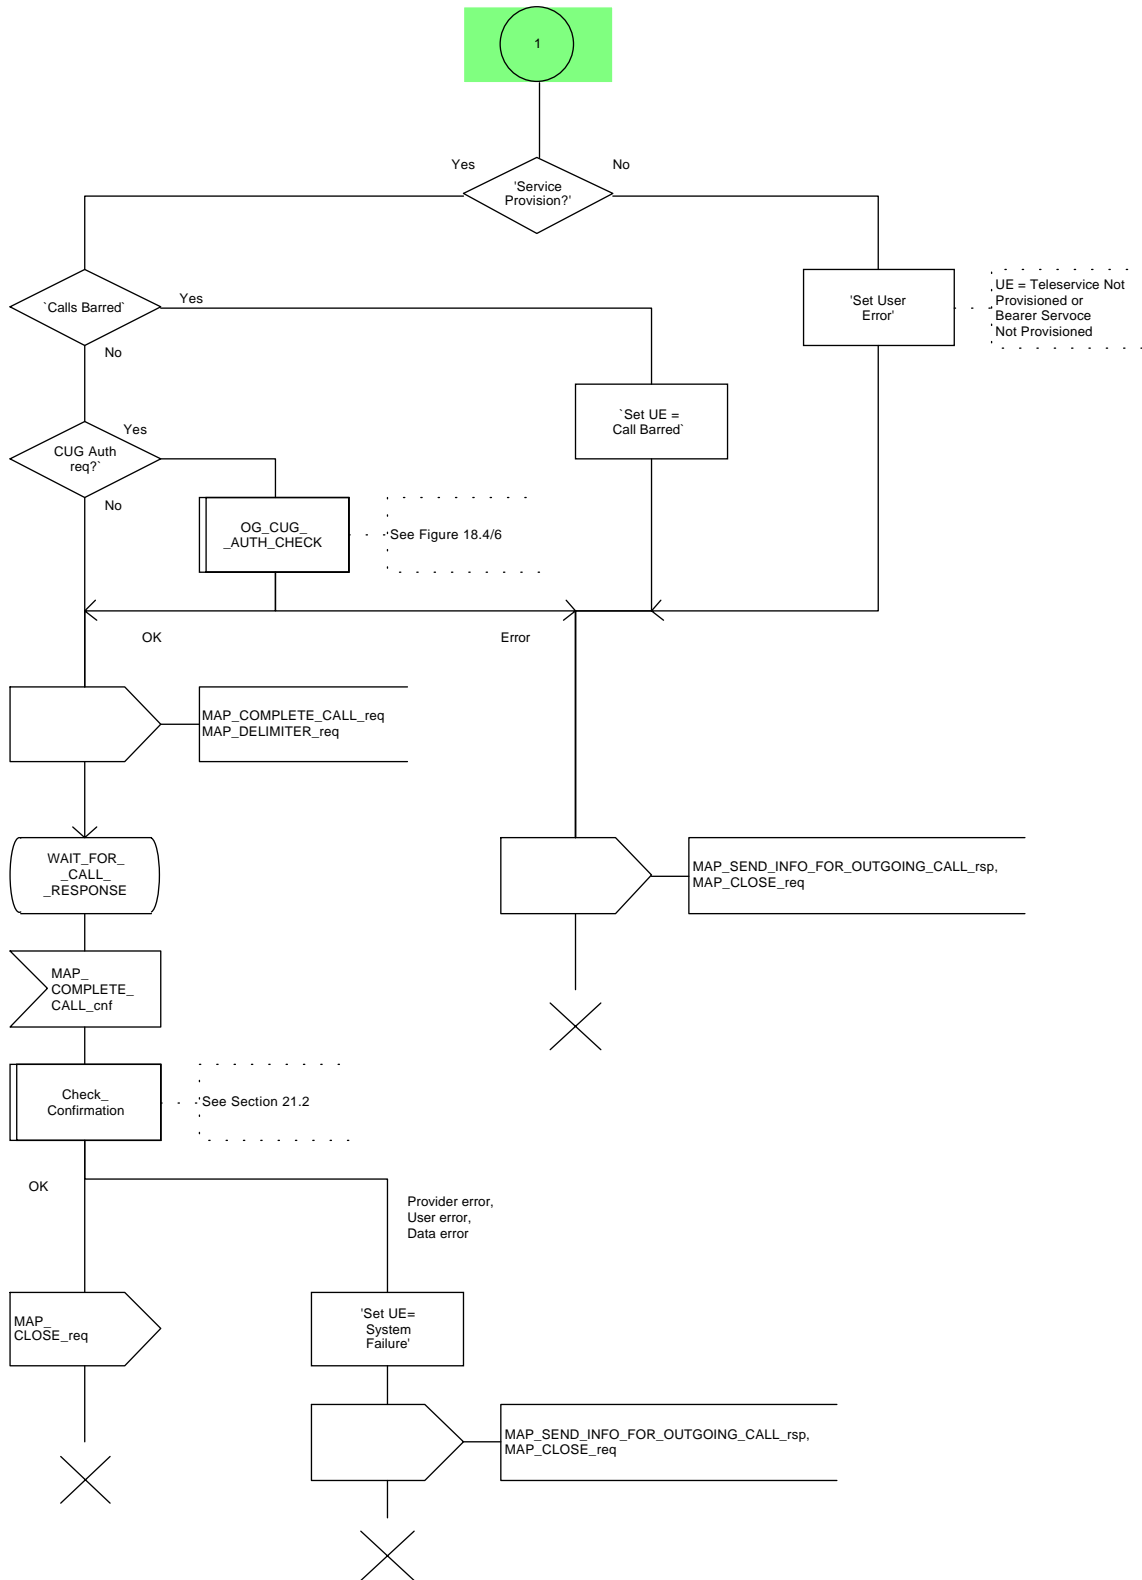 1
Yes
No
'Service
Provision?'
`Calls Barred`
Yes
No
'Set User
Error'
UE = Teleservice Not
Provisioned or
Bearer Servoce
Not Provisioned
`Set UE =
Call Barred`
CUG Auth
req?`
Yes
No
OG_CUG_
_AUTH_CHECK
See Figure 18.4/6
OK
Error
MAP_COMPLETE_CALL_req
MAP_DELIMITER_req
WAIT_FOR_
_CALL_
_RESPONSE
MAP_SEND_INFO_FOR_OUTGOING_CALL_rsp,
MAP_CLOSE_req
MAP_
COMPLETE_
CALL_cnf
Check_
Confirmation
See Section 21.2
OK
Provider error,
User error,
Data error
MAP_
CLOSE_req
'Set UE=
System
Failure'
MAP_SEND_INFO_FOR_OUTGOING_CALL_rsp,
MAP_CLOSE_req